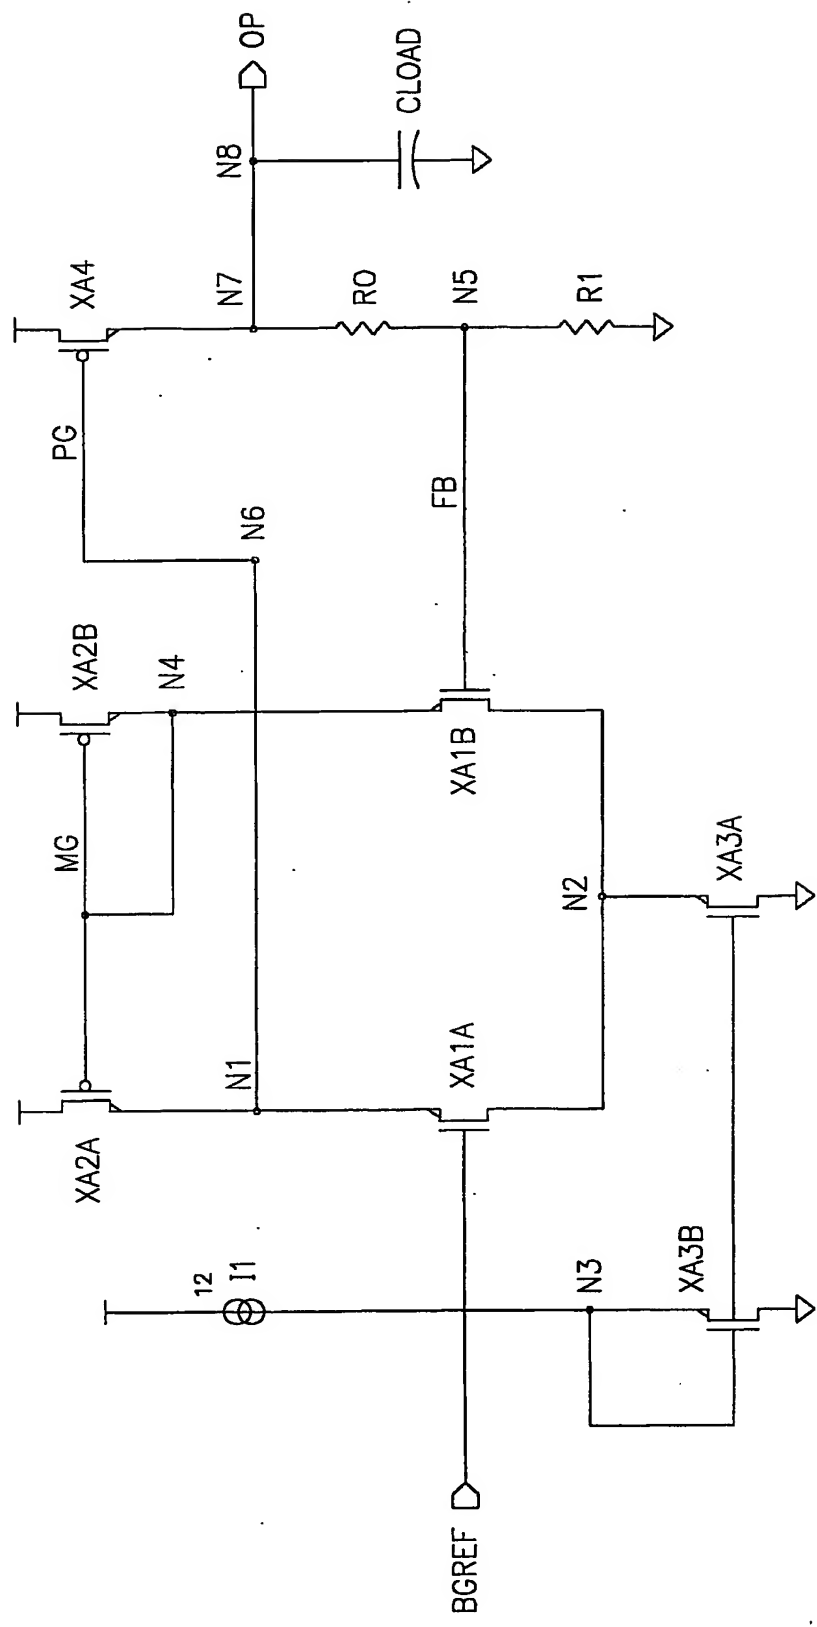 OP
N8
CLOAD
XA4
N7
R0
N5
R1
PG
FB
N6
XA2B
N4
XA1B
MG
N2
XA3A
N1
XA1A
XA2A
12
I1
N3
XA3B
BGREF